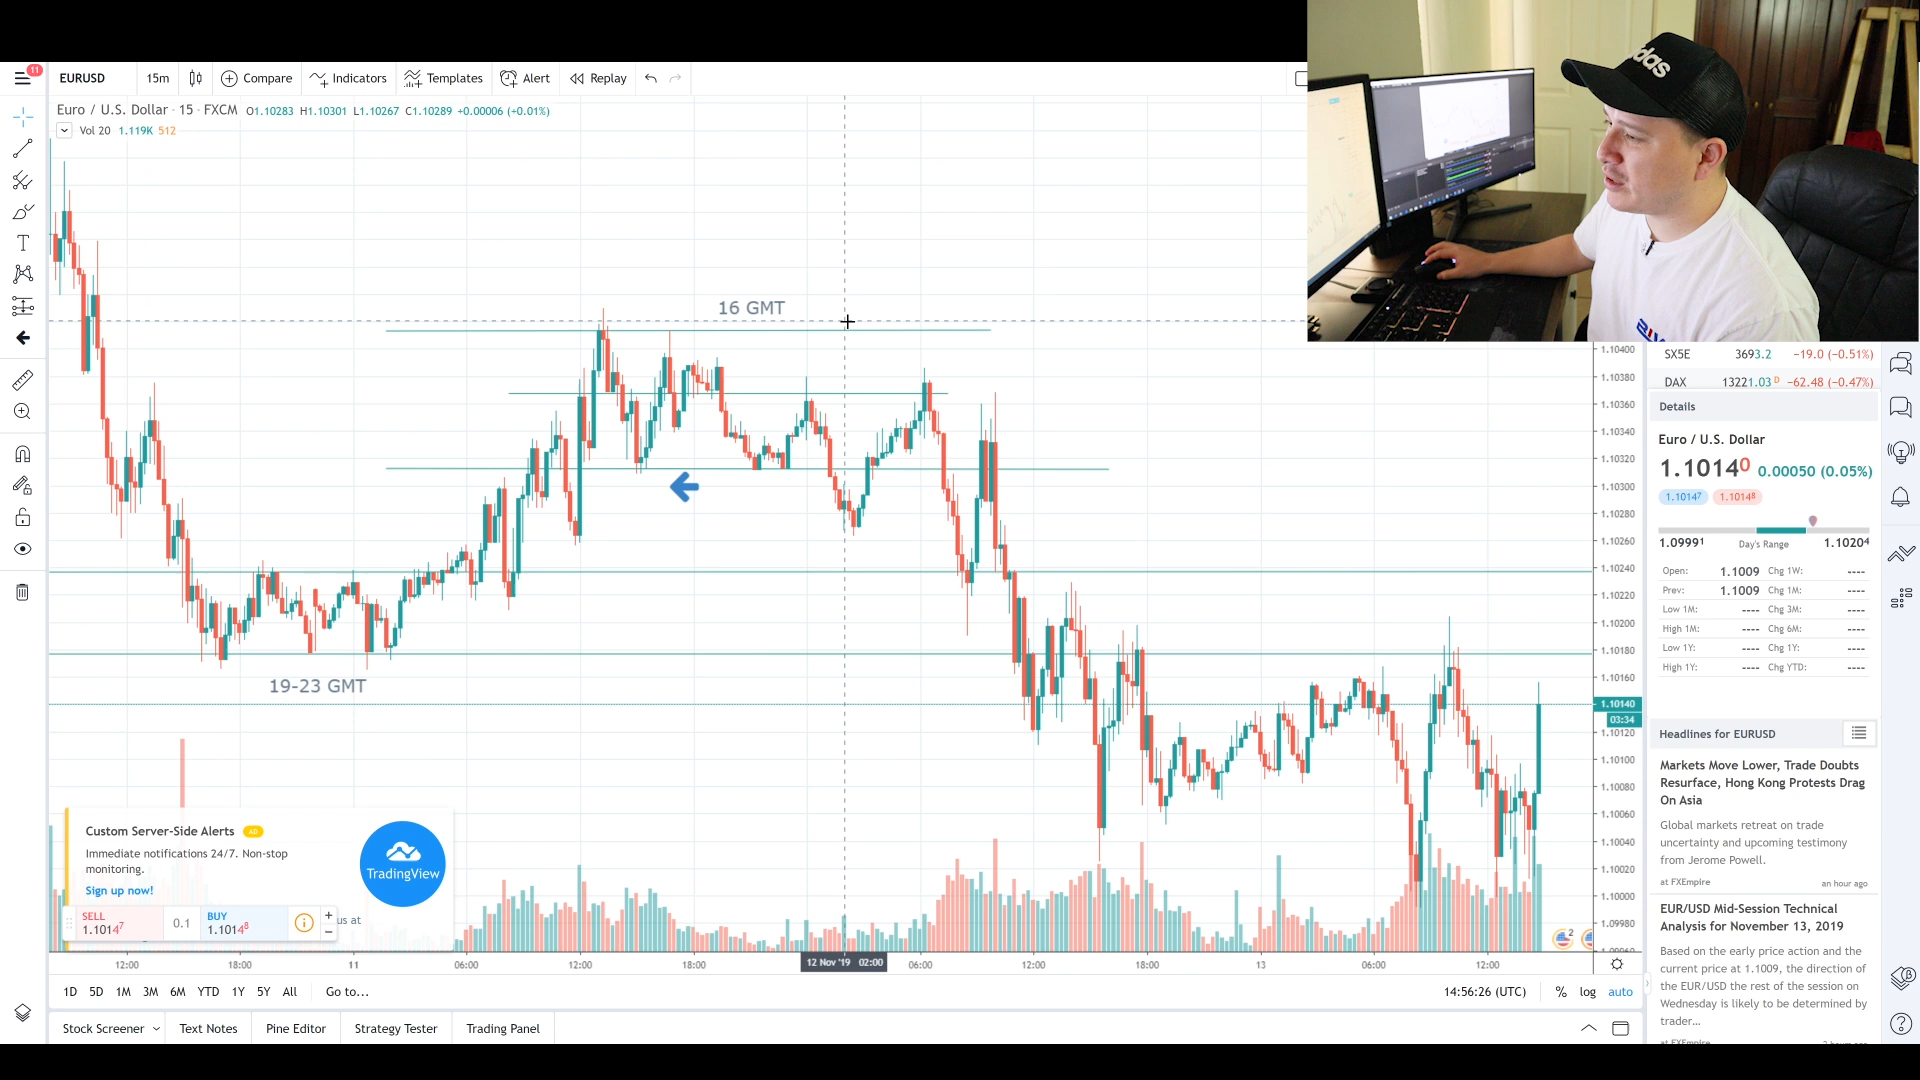 11
EURUSD
15m
Compare
Indicators
Templates
Alert
Replay
Euro / U.S. Dollar · 15 · FXCM O1.10283 H1.10301 L1.10267 C1.10289 +0.00006 (+0.01%)
Vol 20 1.119K 512
adas
16 GMT
19-23 GMT
1.10400
1.10380
1.10360
1.10340
1.10320
1.10300
1.10280
1.10260
1.10240
1.10220
1.10200
1.10180
1.10160
1.10140
03:34
1.10120
1.10100
1.10080
1.10060
1.10040
1.10020
1.10000
1.09980
SX5E 3693.2 −19.0 (−0.51%)
DAX 13221.03 D −62.48 (−0.47%)
Details
Euro / U.S. Dollar
1.10140 0.00050 (0.05%)
1.10147 1.10148
1.09991 Day's Range 1.10204
Open: 1.1009 Chg 1W: ----
Prev: 1.1009 Chg 1M: ----
Low 1M: ---- Chg 3M: ----
High 1M: ---- Chg 6M: ----
Low 1Y: ---- Chg 1Y: ----
High 1Y: ---- Chg YTD: ----
Headlines for EURUSD
Markets Move Lower, Trade Doubts
Resurface, Hong Kong Protests Drag
On Asia
Global markets retreat on trade
uncertainty and upcoming testimony
from Jerome Powell.
at FXEmpire an hour ago
EUR/USD Mid-Session Technical
Analysis for November 13, 2019
Based on the early price action and the
current price at 1.1009, the direction of
the EUR/USD the rest of the session on
Wednesday is likely to be determined by
trader...
at FXEmpire
Custom Server-Side Alerts AD
Immediate notifications 24/7. Non-stop
monitoring.
Sign up now!
TradingView
SELL
1.10147
0.1
BUY
1.10148
us at
2
12:00 18:00 11 06:00 12:00 18:00 12 Nov '19 02:00 06:00 12:00 18:00 13 06:00 12:00
1D 5D 1M 3M 6M YTD 1Y 5Y All Go to...
14:56:26 (UTC) % log auto
Stock Screener Text Notes Pine Editor Strategy Tester Trading Panel